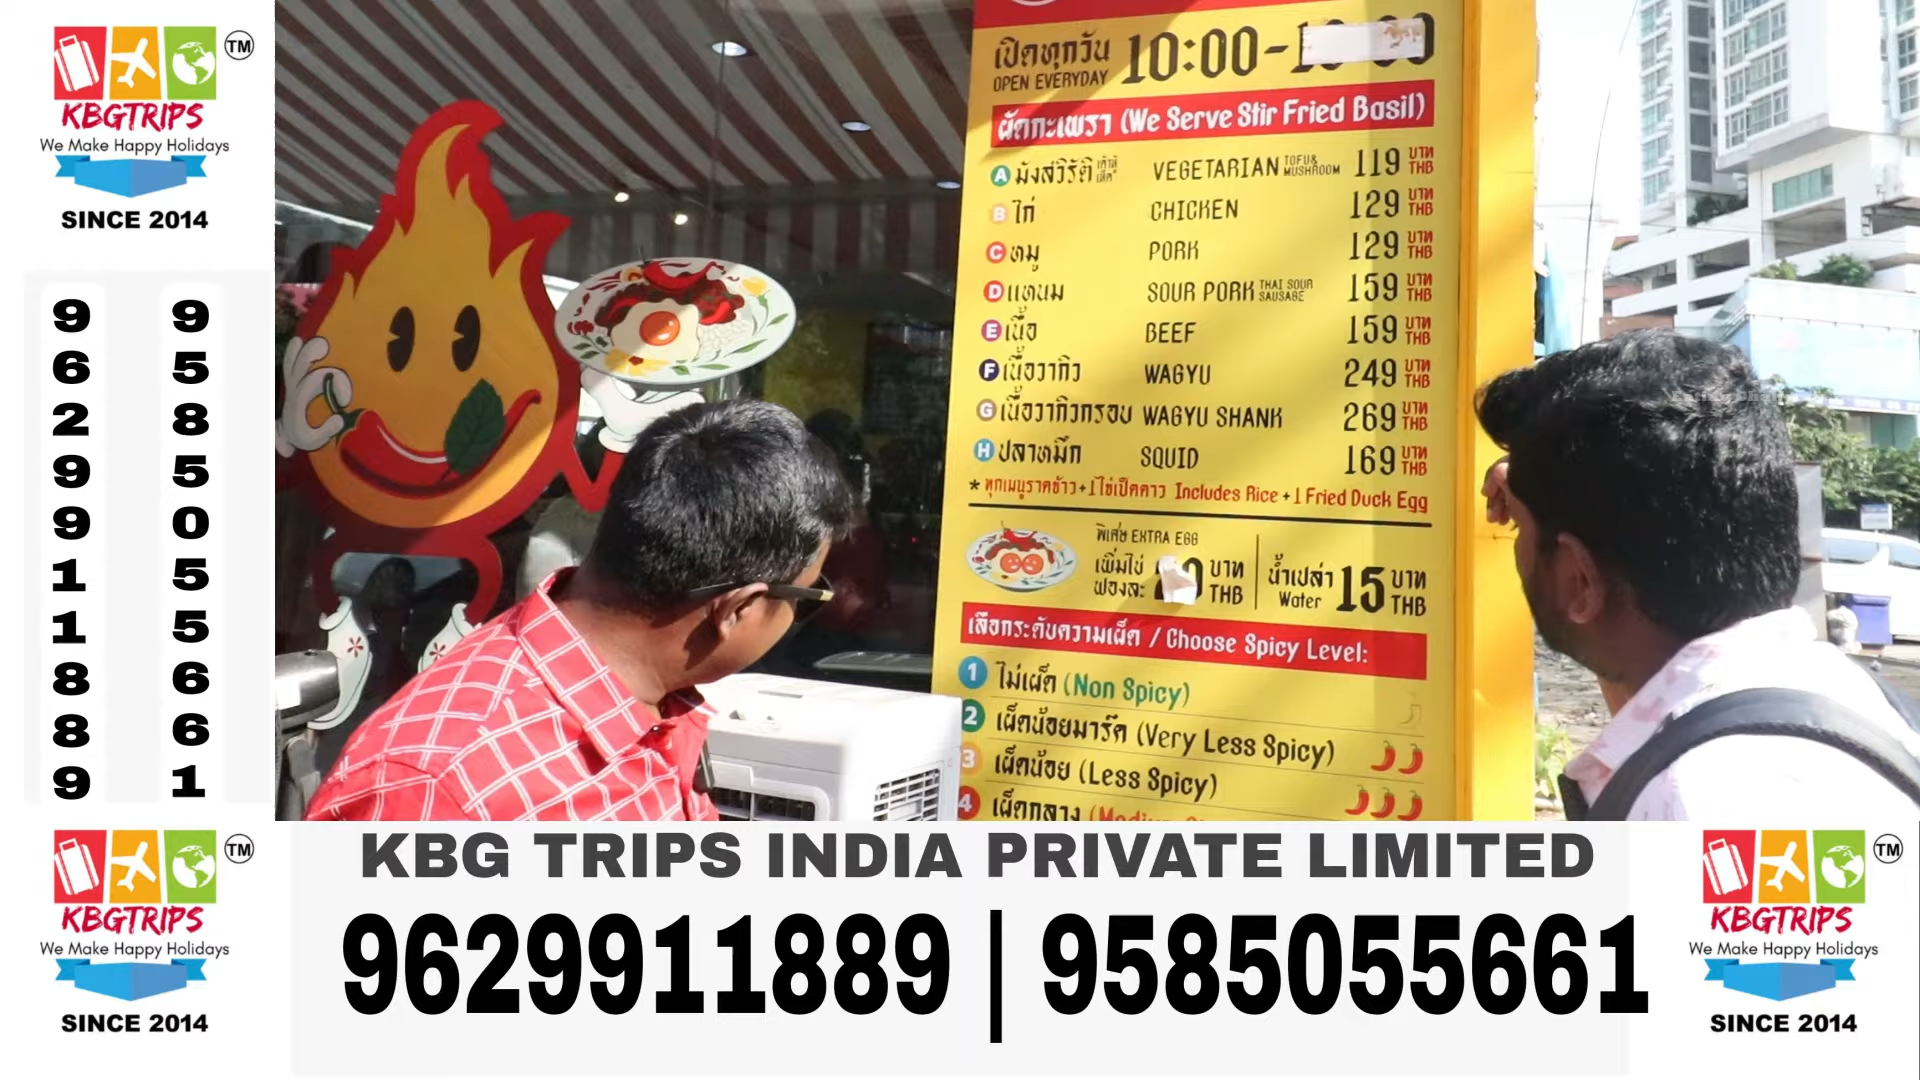 TM
KBGTRIPS
We Make Happy Holidays
SINCE 2014
9 9
6 5
2 8
9 5
9 0
1 5
1 5
8 6
8 6
9 1
เปิดทุกวัน 10:00-
OPEN EVERYDAY
ผัดกะเพรา (We Serve Stir Fried Basil)
A มังสวิรัติ VEGETARIAN TOFU& MUSHROOM 119 บาท THB
B ไก่ CHICKEN 129 บาท THB
C หมู PORK 129 บาท THB
D แหนม SOUR PORK THAI SOUR SAUSAGE 159 บาท THB
E เนื้อ BEEF 159 บาท THB
F เนื้อวากิว WAGYU 249 บาท THB
G เนื้อวากิวกรอบ WAGYU SHANK 269 บาท THB
H ปลาหมึก SQUID 169 บาท THB
* ทุกเมนูราดข้าว+1ไข่เป็ดดาว Includes Rice + 1 Fried Duck Egg
พิเศษ EXTRA EGG
เพิ่มไข่ ฟองละ บาท THB
น้ำเปล่า Water 15 บาท THB
เลือกระดับความเผ็ด / Choose Spicy Level:
1 ไม่เผ็ด (Non Spicy)
2 เผ็ดน้อยมาร์ค (Very Less Spicy)
3 เผ็ดน้อย (Less Spicy)
4 เผ็ดกลาง
TM
KBGTRIPS
We Make Happy Holidays
SINCE 2014
KBG TRIPS INDIA PRIVATE LIMITED
9629911889 | 9585055661
TM
KBGTRIPS
We Make Happy Holidays
SINCE 2014